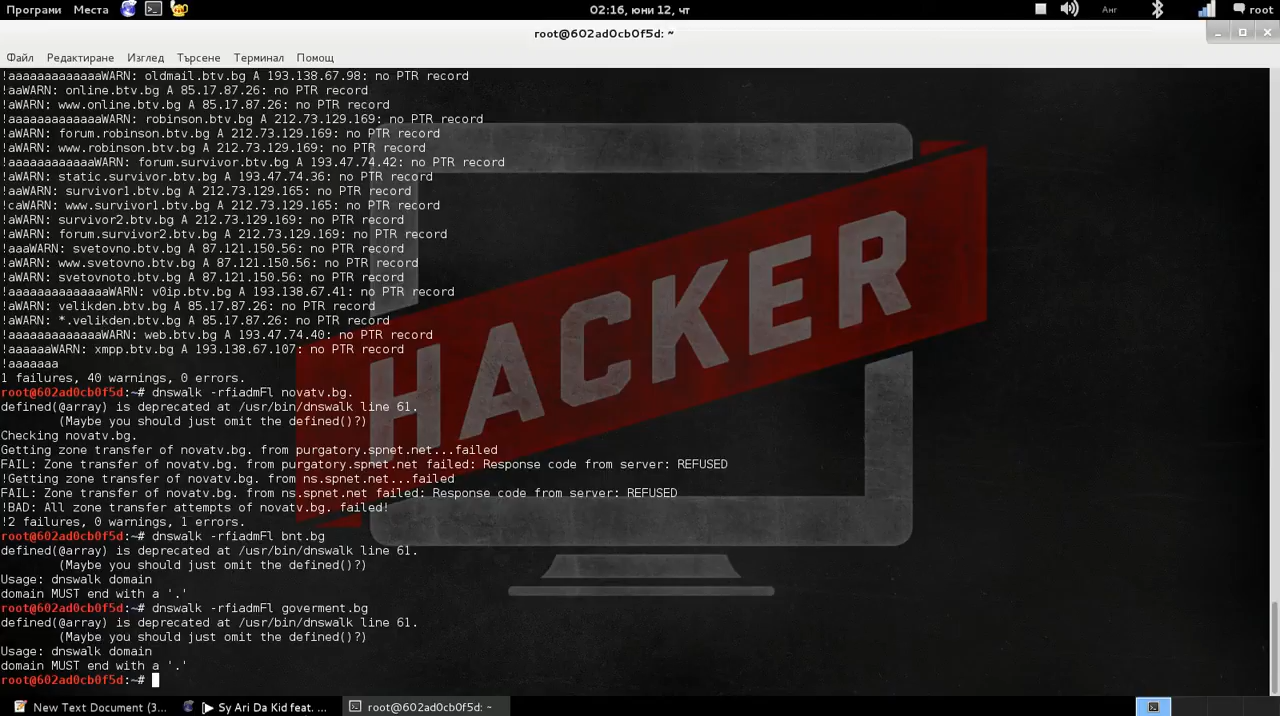 Програми Места 02:16, юни 12, чт Анг root
root@602ad0cb0f5d: ~
Файл Редактиране Изглед Търсене Терминал Помощ
!aaaaaaaaaaaaaWARN: oldmail.btv.bg A 193.138.67.98: no PTR record
!aaWARN: online.btv.bg A 85.17.87.26: no PTR record
!aWARN: www.online.btv.bg A 85.17.87.26: no PTR record
!aaaaaaaaaaaaaWARN: robinson.btv.bg A 212.73.129.169: no PTR record
!aWARN: forum.robinson.btv.bg A 212.73.129.169: no PTR record
!aWARN: www.robinson.btv.bg A 212.73.129.169: no PTR record
!aaaaaaaaaaaaWARN: forum.survivor.btv.bg A 193.47.74.42: no PTR record
!aWARN: static.survivor.btv.bg A 193.47.74.36: no PTR record
!aaWARN: survivor1.btv.bg A 212.73.129.165: no PTR record
!caWARN: www.survivor1.btv.bg A 212.73.129.165: no PTR record
!aWARN: survivor2.btv.bg A 212.73.129.169: no PTR record
!aWARN: forum.survivor2.btv.bg A 212.73.129.169: no PTR record
!aaaWARN: svetovno.btv.bg A 87.121.150.56: no PTR record
!aWARN: www.svetovno.btv.bg A 87.121.150.56: no PTR record
!aWARN: svetovnoto.btv.bg A 87.121.150.56: no PTR record
!aaaaaaaaaaaaaWARN: v0ip.btv.bg A 193.138.67.41: no PTR record
!aWARN: velikden.btv.bg A 85.17.87.26: no PTR record
!aWARN: *.velikden.btv.bg A 85.17.87.26: no PTR record
!aaaaaaaaaaaaaWARN: web.btv.bg A 193.47.74.40: no PTR record
!aaaaaaWARN: xmpp.btv.bg A 193.138.67.107: no PTR record
!aaaaaaa
1 failures, 40 warnings, 0 errors.
root@602ad0cb0f5d:~# dnswalk -rfiadmFl novatv.bg.
defined(@array) is deprecated at /usr/bin/dnswalk line 61.
(Maybe you should just omit the defined()?)
Checking novatv.bg.
Getting zone transfer of novatv.bg. from purgatory.spnet.net...failed
FAIL: Zone transfer of novatv.bg. from purgatory.spnet.net failed: Response code from server: REFUSED
!Getting zone transfer of novatv.bg. from ns.spnet.net...failed
FAIL: Zone transfer of novatv.bg. from ns.spnet.net failed: Response code from server: REFUSED
!BAD: All zone transfer attempts of novatv.bg. failed!
!2 failures, 0 warnings, 1 errors.
root@602ad0cb0f5d:~# dnswalk -rfiadmFl bnt.bg
defined(@array) is deprecated at /usr/bin/dnswalk line 61.
(Maybe you should just omit the defined()?)
Usage: dnswalk domain
domain MUST end with a '.'
root@602ad0cb0f5d:~# dnswalk -rfiadmFl goverment.bg
defined(@array) is deprecated at /usr/bin/dnswalk line 61.
(Maybe you should just omit the defined()?)
Usage: dnswalk domain
domain MUST end with a '.'
root@602ad0cb0f5d:~#
HACKER
New Text Document (3... [▶ Sy Ari Da Kid feat. ... root@602ad0cb0f5d: ~